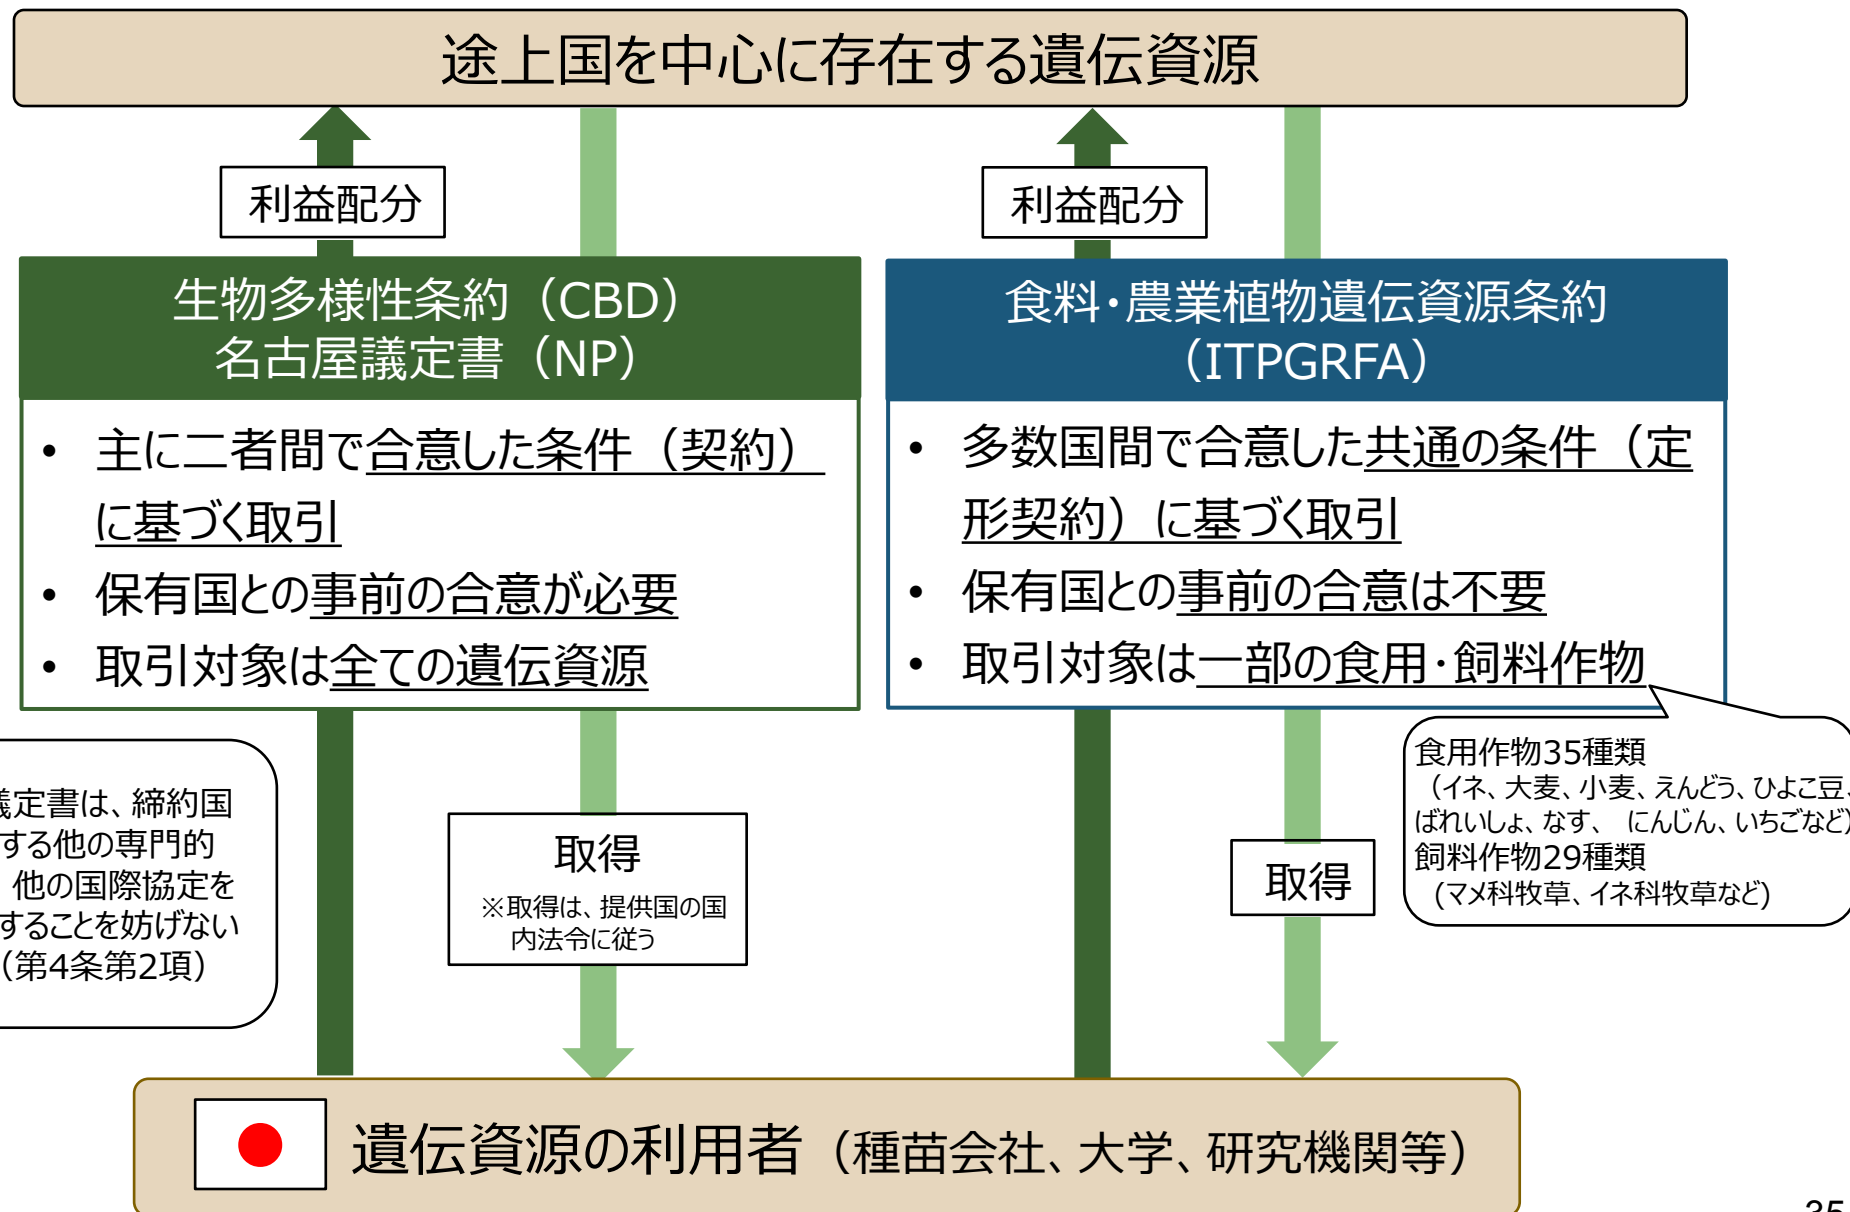 途上国を中心に存在する遺伝資源
利益配分
利益配分
生物多様性条約（CBD）
名古屋議定書（NP）
• 主に二者間で合意した条件（契約）
に基づく取引
• 保有国との事前の合意が必要
• 取引対象は全ての遺伝資源
食料・農業植物遺伝資源条約
（ITPGRFA）
• 多数国間で合意した共通の条件（定
形契約）に基づく取引
• 保有国との事前の合意は不要
• 取引対象は一部の食用・飼料作物
議定書は、締約国
する他の専門的
他の国際協定を
することを妨げない
（第4条第2項）
取得
※取得は、提供国の国
内法令に従う
取得
食用作物35種類
（イネ、大麦、小麦、えんどう、ひよこ豆、
ばれいしょ、なす、 にんじん、いちごなど)
飼料作物29種類
(マメ科牧草、イネ科牧草など)
遺伝資源の利用者（種苗会社、大学、研究機関等）
35